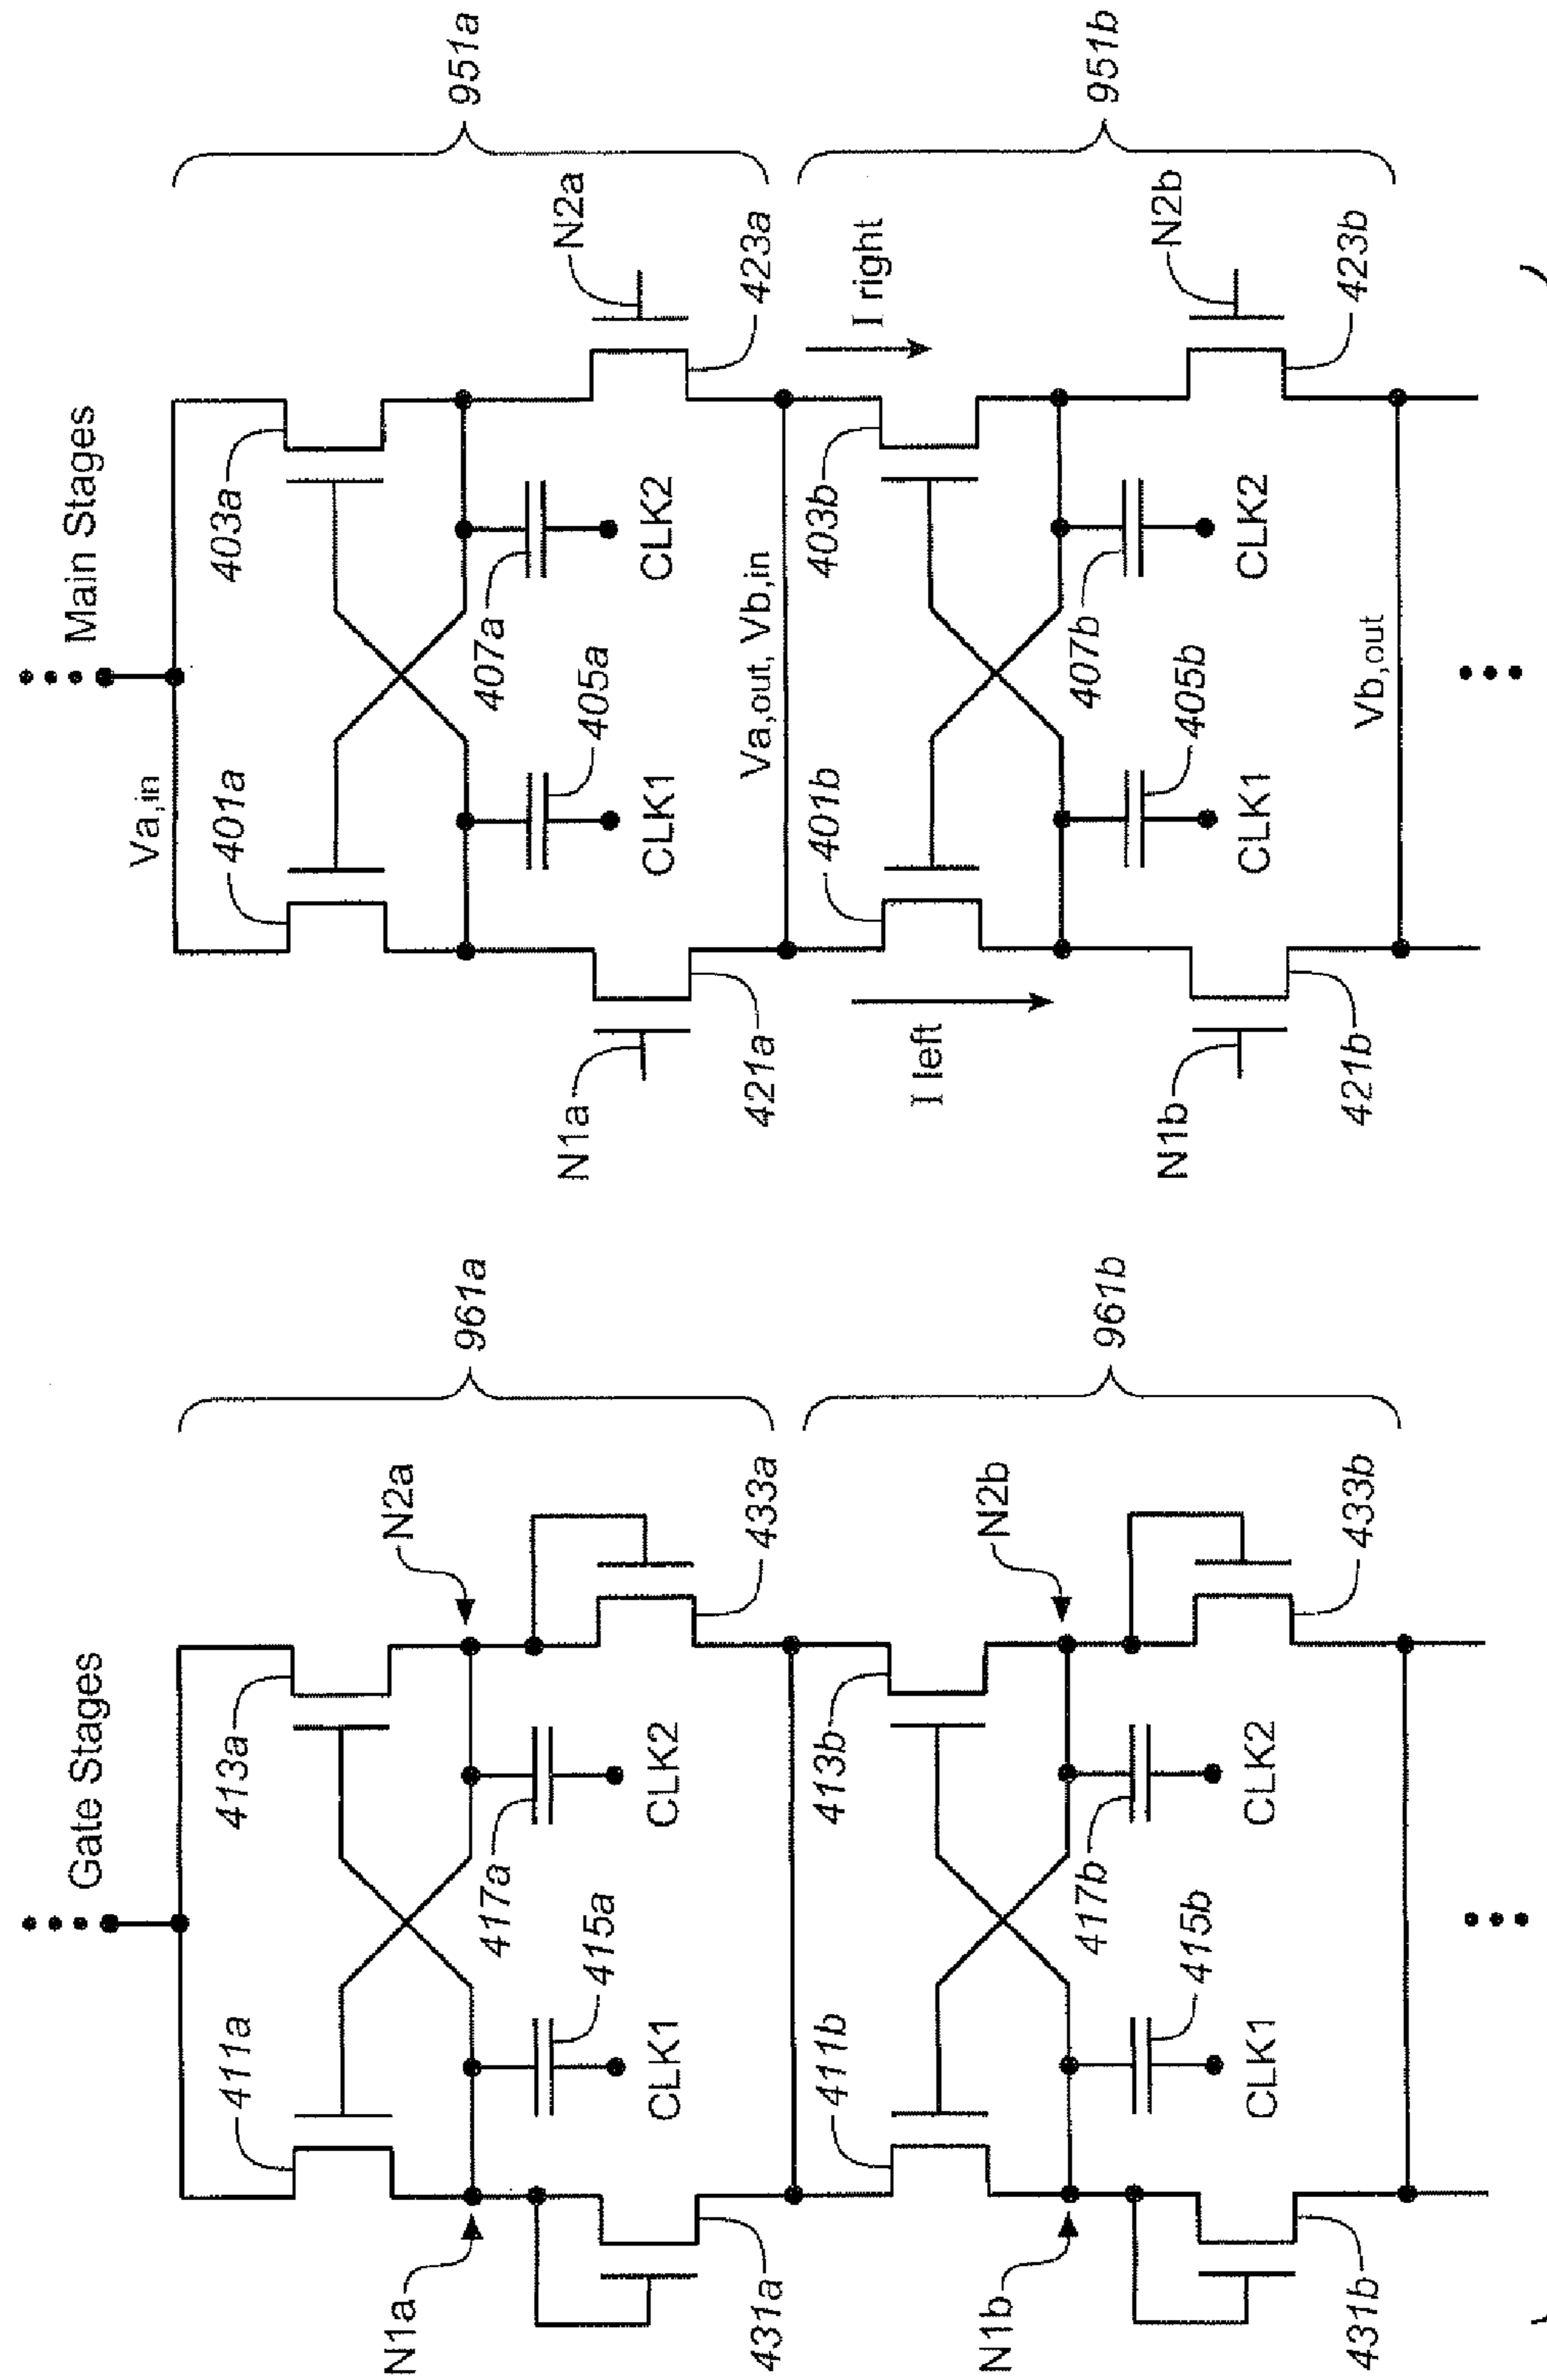 Gate Stages
411a
413a
N1a
N2a
415a
417a
CLK1
CLK2
431a
433a
961a
411b
413b
N1b
N2b
415b
417b
CLK1
CLK2
431b
433b
961b
Main Stages
Va,in
401a
403a
405a
407a
CLK1
CLK2
N1a
N2a
421a
423a
951a
Va,out, Vb,in
I left
I right
401b
403b
405b
407b
CLK1
CLK2
N1b
N2b
421b
423b
Vb,out
951b